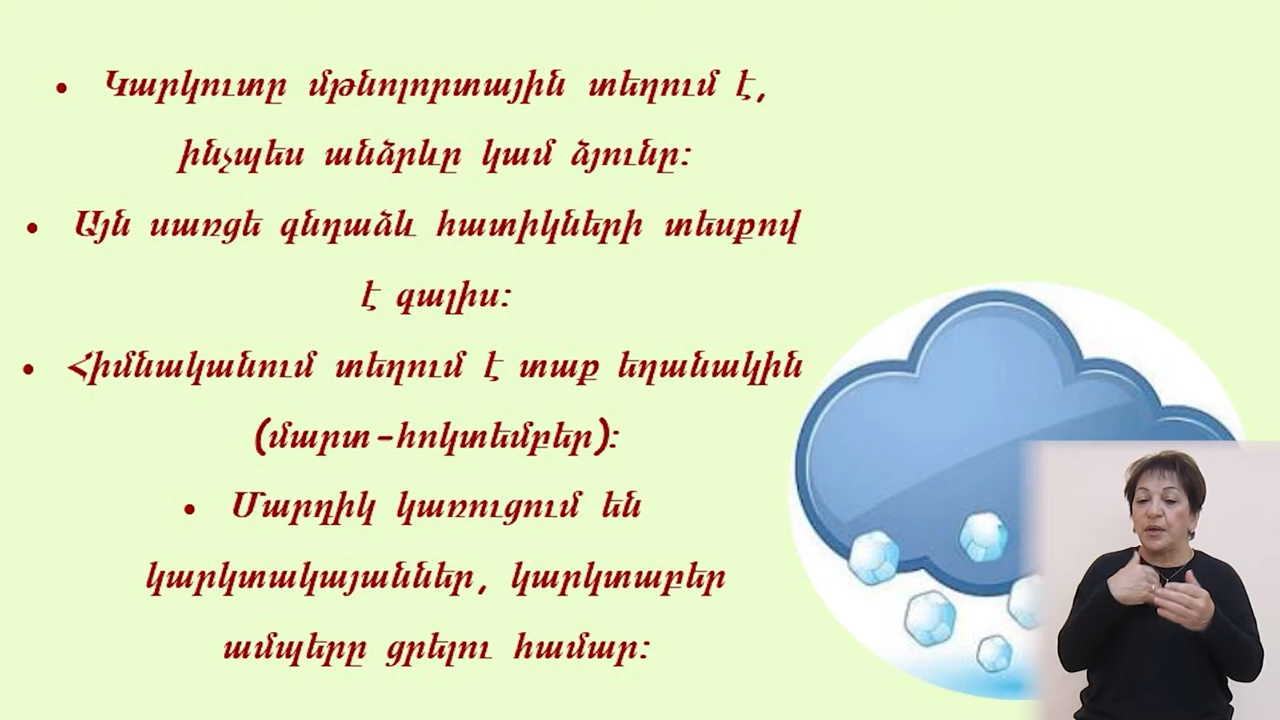 • Կարկուտը մթնոլորտային տեղում է,
ինչպես անձրևը կամ ձյունը:
• Այն սառցե գնդաձև հատիկների տեսքով
է գալիս:
• Հիմնականում տեղում է տաք եղանակին
(մարտ-հոկտեմբեր):
• Մարդիկ կառուցում են
կարկտակայաններ, կարկտաբեր
ամպերը ցրելու համար: